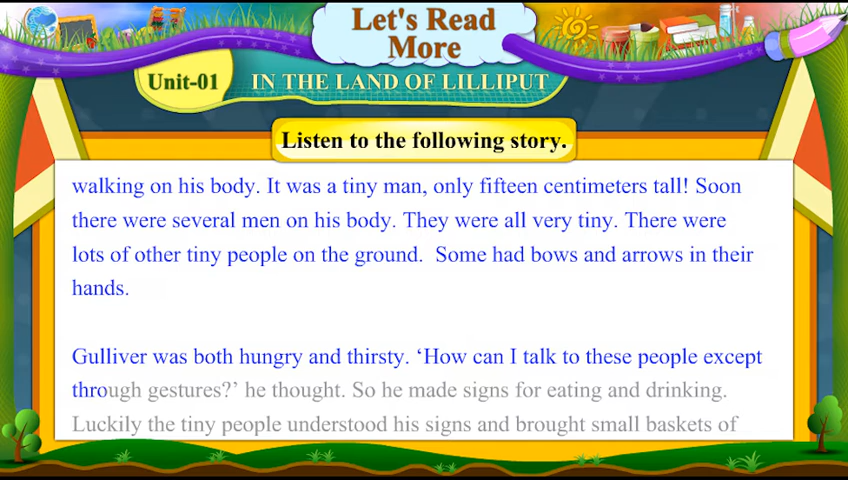 Let's Read
More
Unit-01
IN THE LAND OF LILLIPUT
Listen to the following story.
walking on his body. It was a tiny man, only fifteen centimeters tall! Soon
there were several men on his body. They were all very tiny. There were
lots of other tiny people on the ground. Some had bows and arrows in their
hands.
Gulliver was both hungry and thirsty. ‘How can I talk to these people except
through gestures?’ he thought. So he made signs for eating and drinking.
Luckily the tiny people understood his signs and brought small baskets of